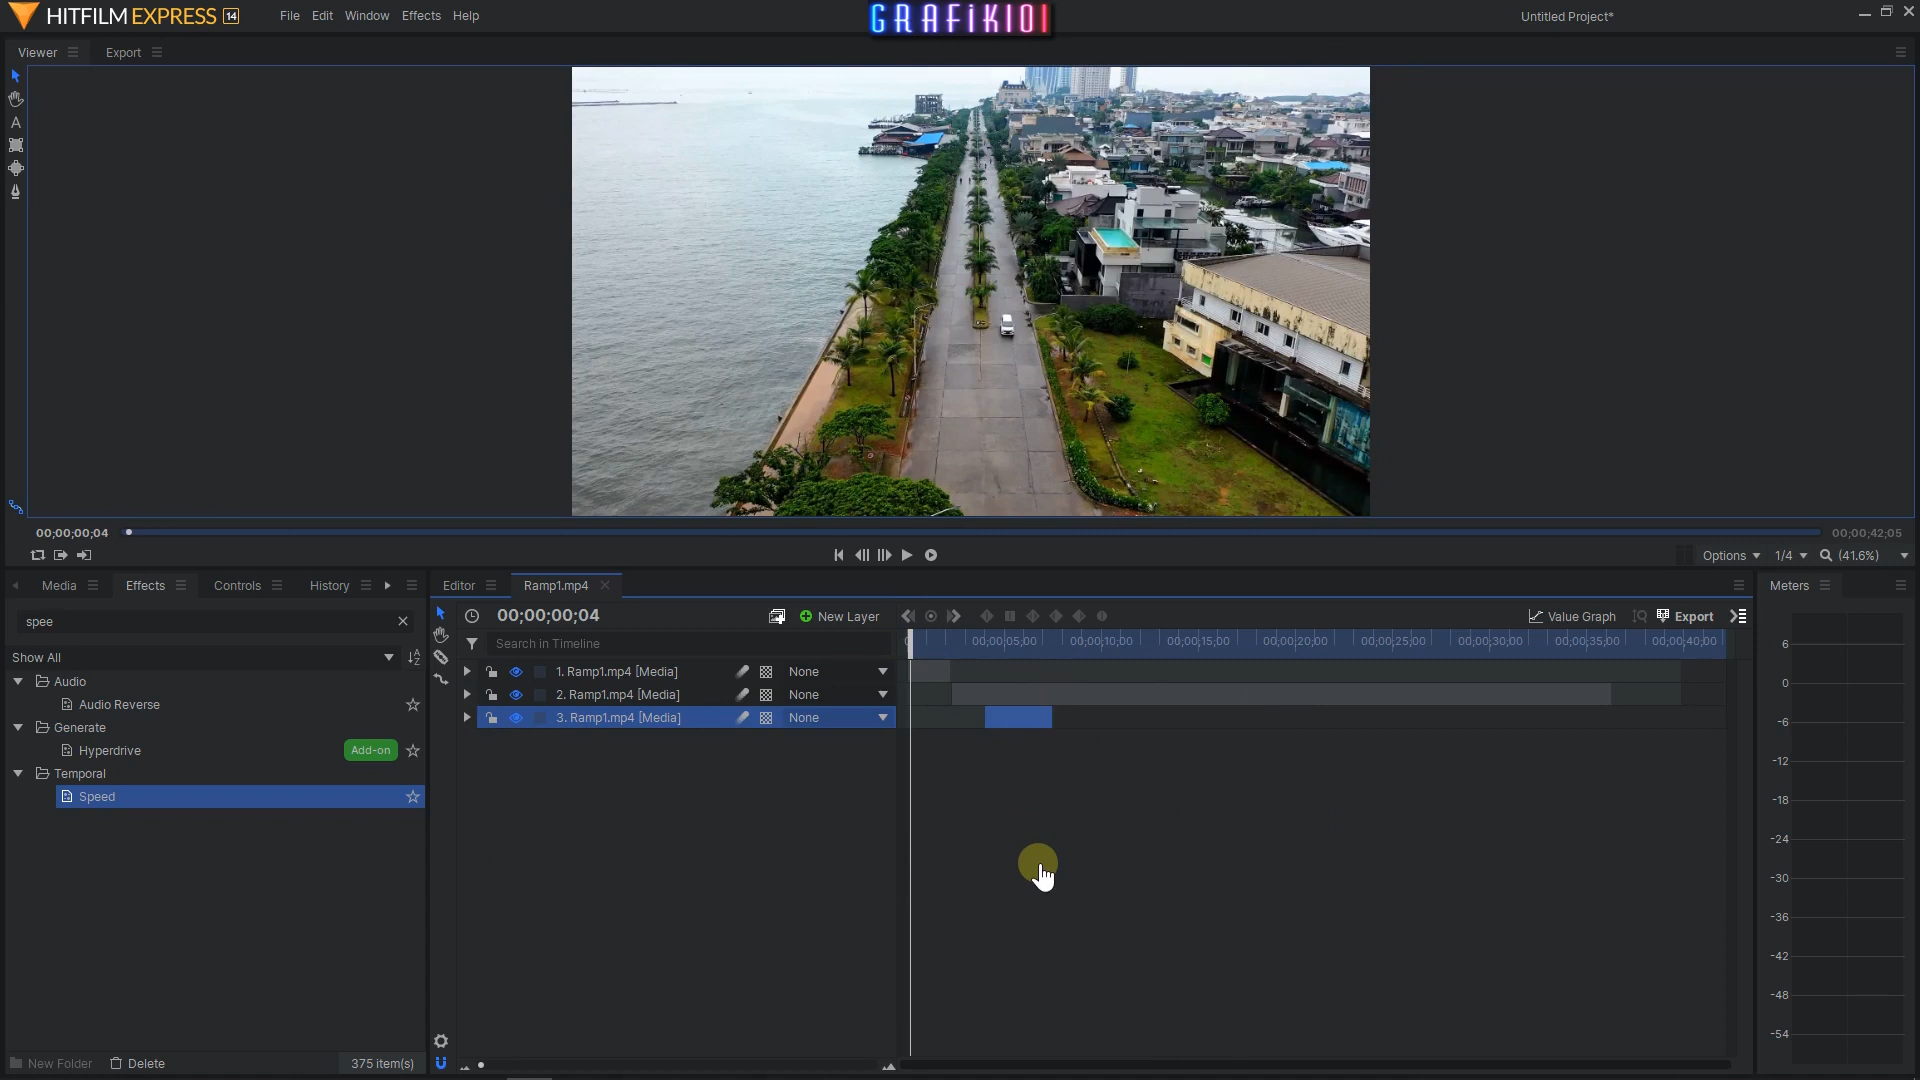 HITFILM EXPRESS 14
File Edit Window Effects Help
GRAFiK101
Untitled Project*
Viewer
Export
00;00;00;04
00;00;42;05
Options
1/4
(41.6%)
Media
Effects
Controls
History
Editor
Ramp1.mp4
Meters
spee
00;00;00;04
New Layer
Value Graph
Export
Search in Timeline
00;00;05;00
00;00;10;00
00;00;15;00
00;00;20;00
00;00;25;00
00;00;30;00
00;00;35;00
00;00;40;00
Show All
Audio
Audio Reverse
Generate
Hyperdrive
Add-on
Temporal
Speed
1. Ramp1.mp4 [Media]
None
2. Ramp1.mp4 [Media]
None
3. Ramp1.mp4 [Media]
None
6
0
-6
-12
-18
-24
-30
-36
-42
-48
-54
New Folder
Delete
375 item(s)